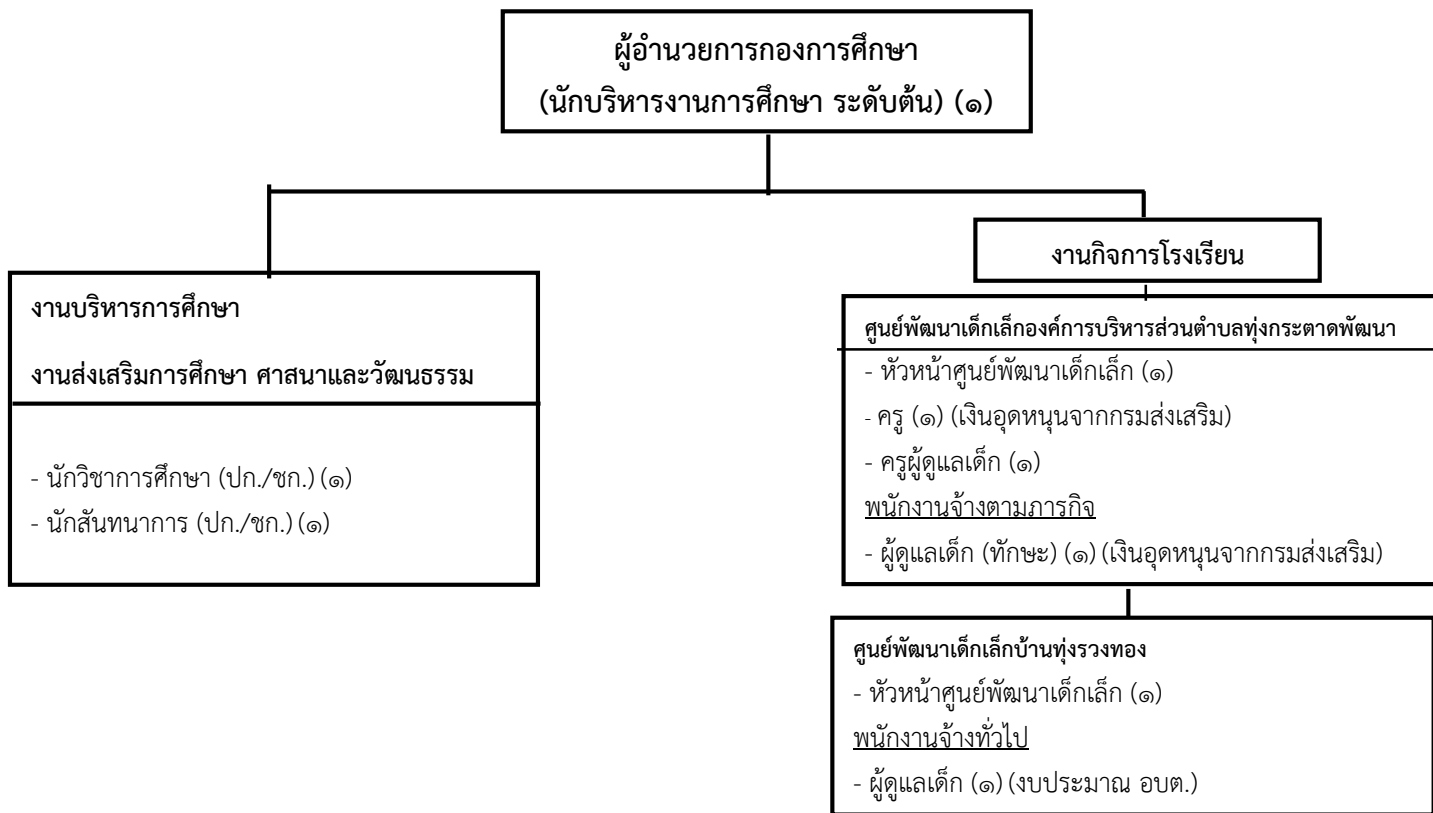 ผู้อำนวยการกองการศึกษา
(นักบริหารงานการศึกษา ระดับต้น) (๑)
งานบริหารการศึกษา
งานส่งเสริมการศึกษา ศาสนาและวัฒนธรรม
- นักวิชาการศึกษา (ปก./ชก.) (๑)
- นักสันทนาการ (ปก./ชก.) (๑)
งานกิจการโรงเรียน
ศูนย์พัฒนาเด็กเล็กองค์การบริหารส่วนตำบลทุ่งกระตาดพัฒนา
- หัวหน้าศูนย์พัฒนาเด็กเล็ก (๑)
- ครู (๑) (เงินอุดหนุนจากกรมส่งเสริม)
- ครูผู้ดูแลเด็ก (๑)
พนักงานจ้างตามภารกิจ
- ผู้ดูแลเด็ก (ทักษะ) (๑) (เงินอุดหนุนจากกรมส่งเสริม)
ศูนย์พัฒนาเด็กเล็กบ้านทุ่งรวงทอง
- หัวหน้าศูนย์พัฒนาเด็กเล็ก (๑)
พนักงานจ้างทั่วไป
- ผู้ดูแลเด็ก (๑) (งบประมาณ อบต.)